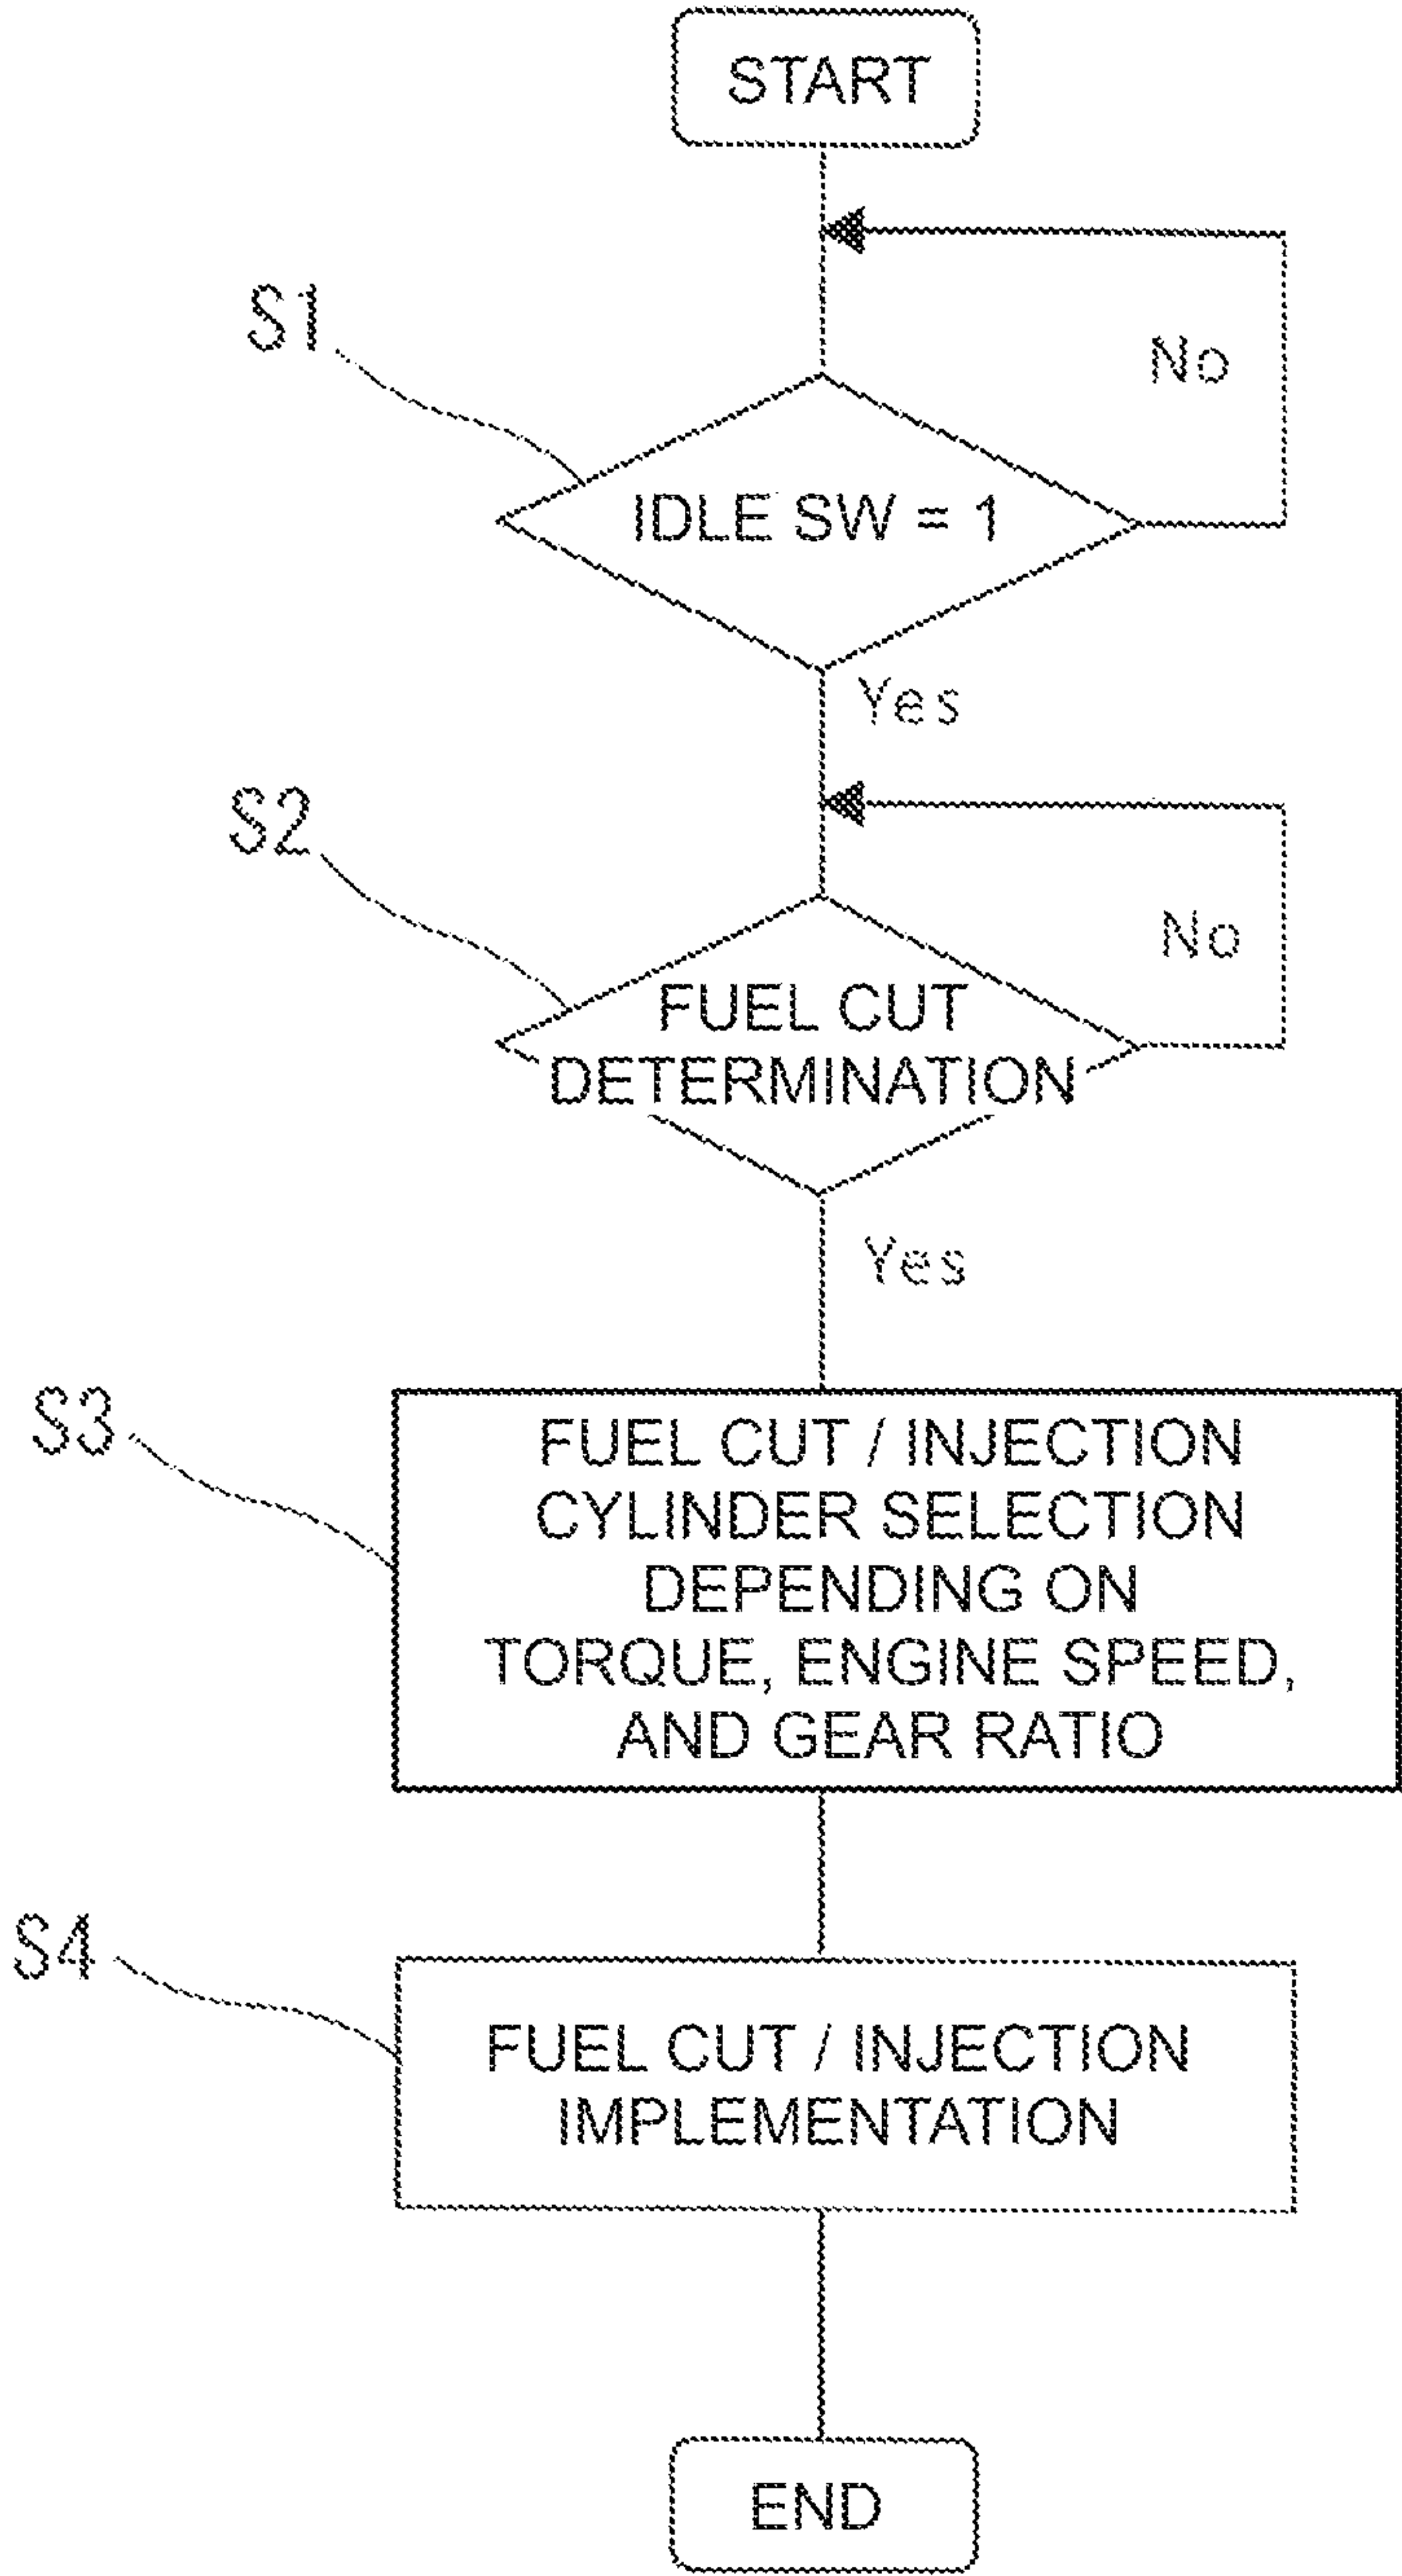 START
S1
No
IDLE SW = 1
Yes
S2
No
FUEL CUT
DETERMINATION
Yes
S3
FUEL CUT / INJECTION
CYLINDER SELECTION
DEPENDING ON
TORQUE, ENGINE SPEED,
AND GEAR RATIO
S4
FUEL CUT / INJECTION
IMPLEMENTATION
END